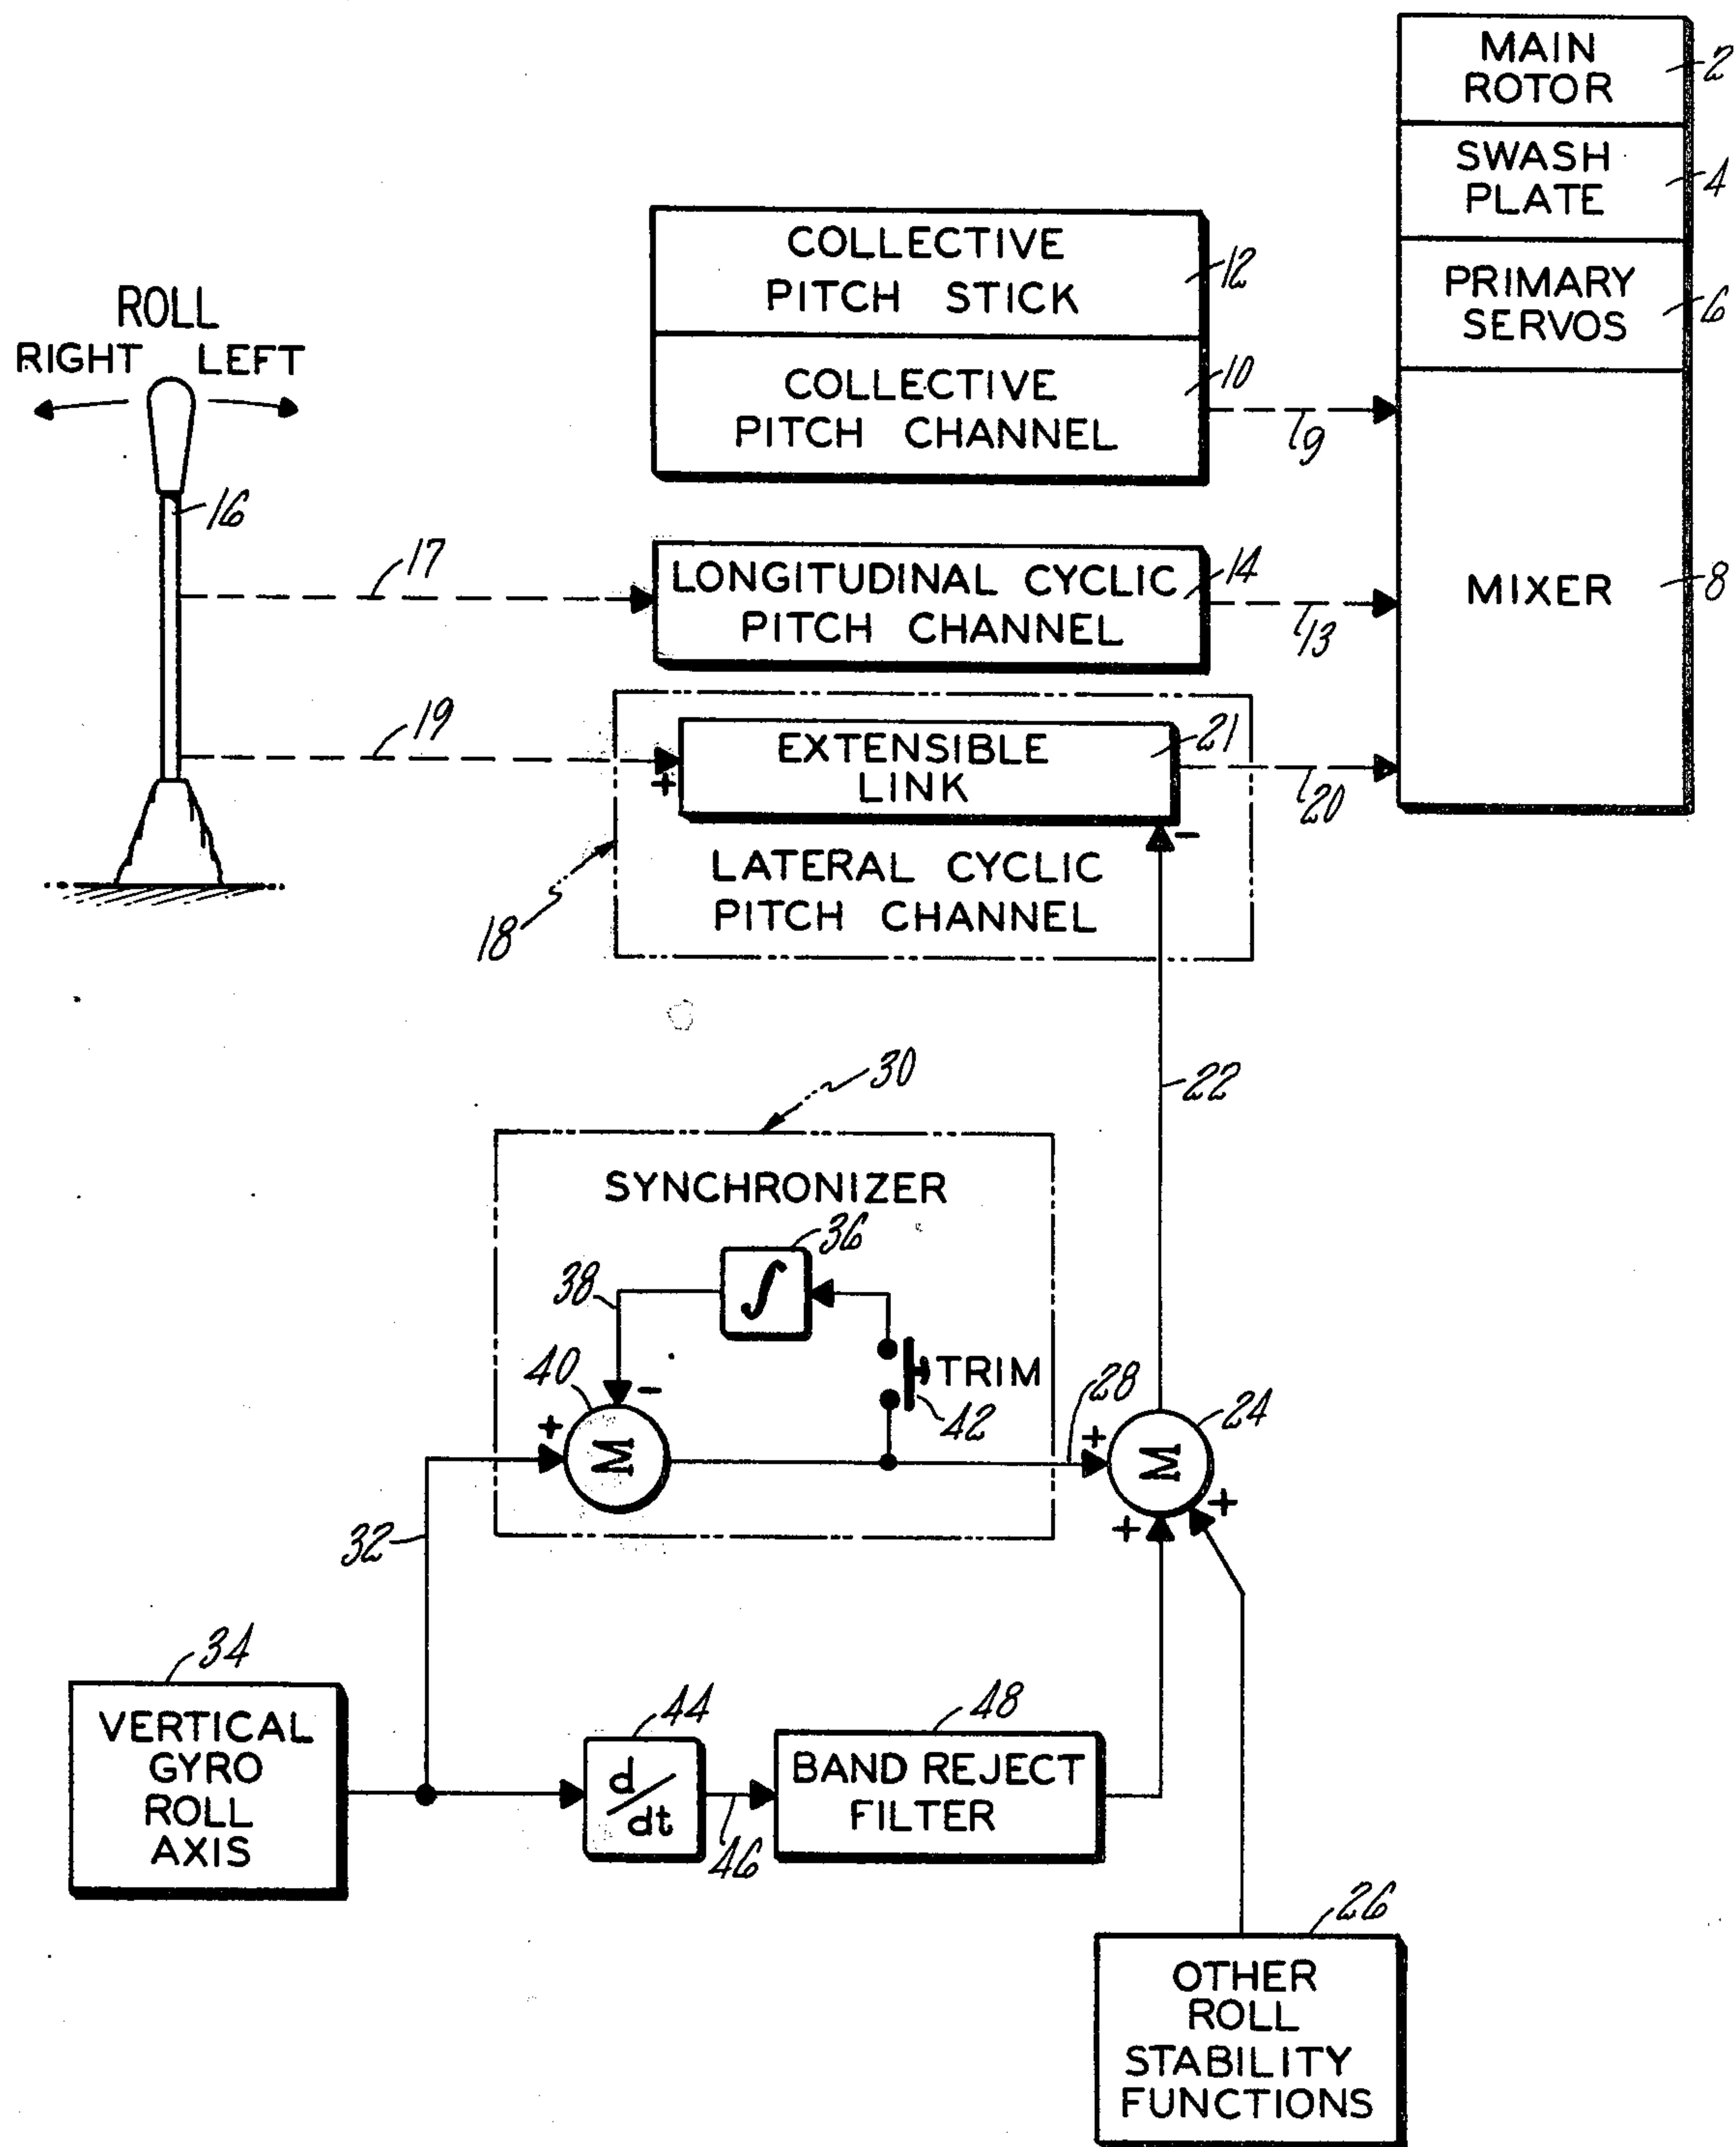 MAIN
ROTOR
2
SWASH
PLATE
4
PRIMARY
SERVOS
6
MIXER
8
COLLECTIVE
PITCH STICK
12
COLLECTIVE
PITCH CHANNEL
10
9
ROLL
RIGHT LEFT
16
17
LONGITUDINAL CYCLIC
PITCH CHANNEL
14
13
19
+
EXTENSIBLE
LINK
21
20
-
LATERAL CYCLIC
PITCH CHANNEL
18
22
30
SYNCHRONIZER
36
∫
38
TRIM
42
40
-
+
Σ
28
+
24
Σ
+
+
32
34
VERTICAL
GYRO
ROLL
AXIS
44
d/dt
46
48
BAND REJECT
FILTER
26
OTHER
ROLL
STABILITY
FUNCTIONS